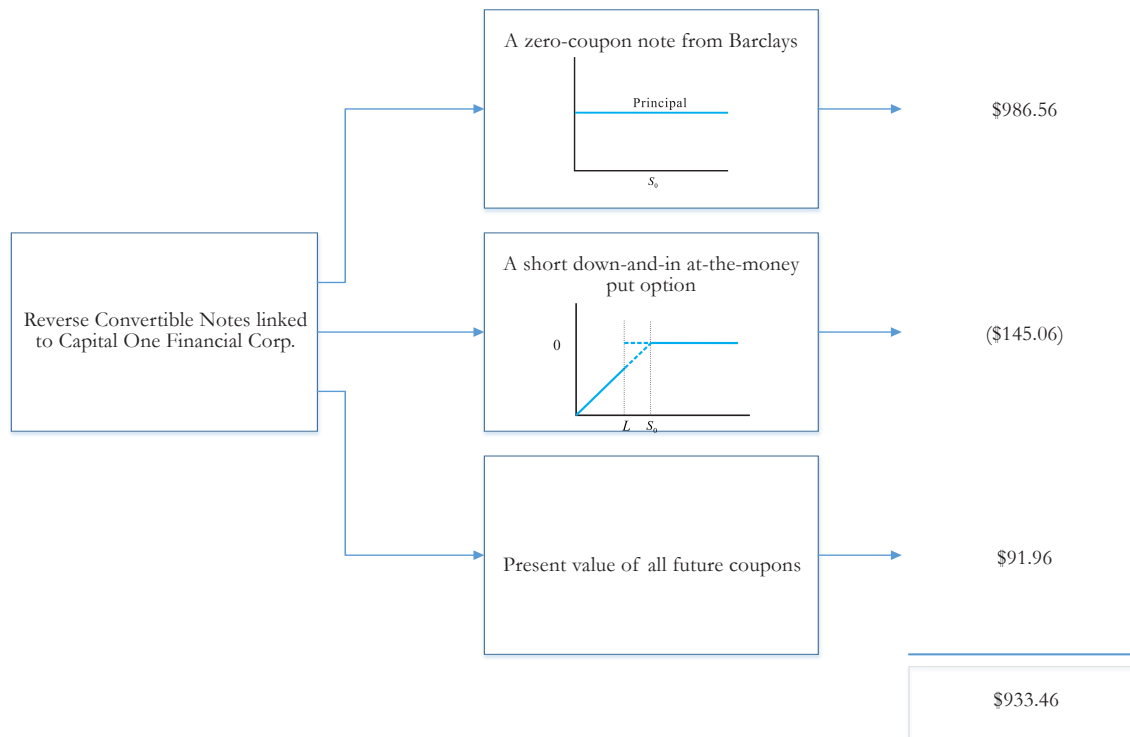 A zero-coupon note from Barclays
Principal
S₀
$986.56
Reverse Convertible Notes linked
to Capital One Financial Corp.
A short down-and-in at-the-money
put option
0
L S₀
($145.06)
Present value of all future coupons
$91.96
$933.46